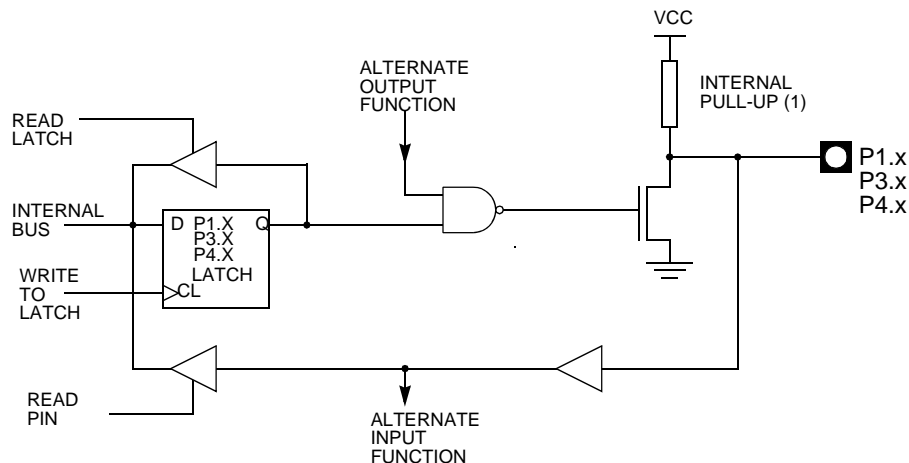 VCC
ALTERNATE
OUTPUT
FUNCTION
INTERNAL
PULL-UP (1)
READ
LATCH
P1.x
P3.x
P4.x
INTERNAL
BUS
D P1.X Q
P3.X
P4.X
LATCH
CL
WRITE
TO
LATCH
READ
PIN
ALTERNATE
INPUT
FUNCTION